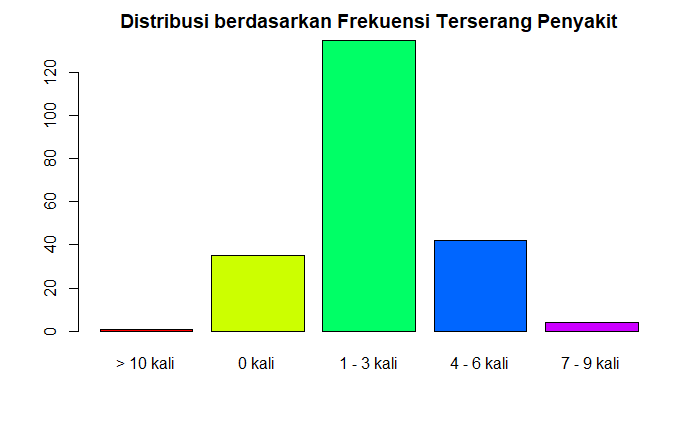 Distribusi berdasarkan Frekuensi Terserang Penyakit
120
100
80
60
40
20
0
> 10 kali
0 kali
1 - 3 kali
4 - 6 kali
7 - 9 kali